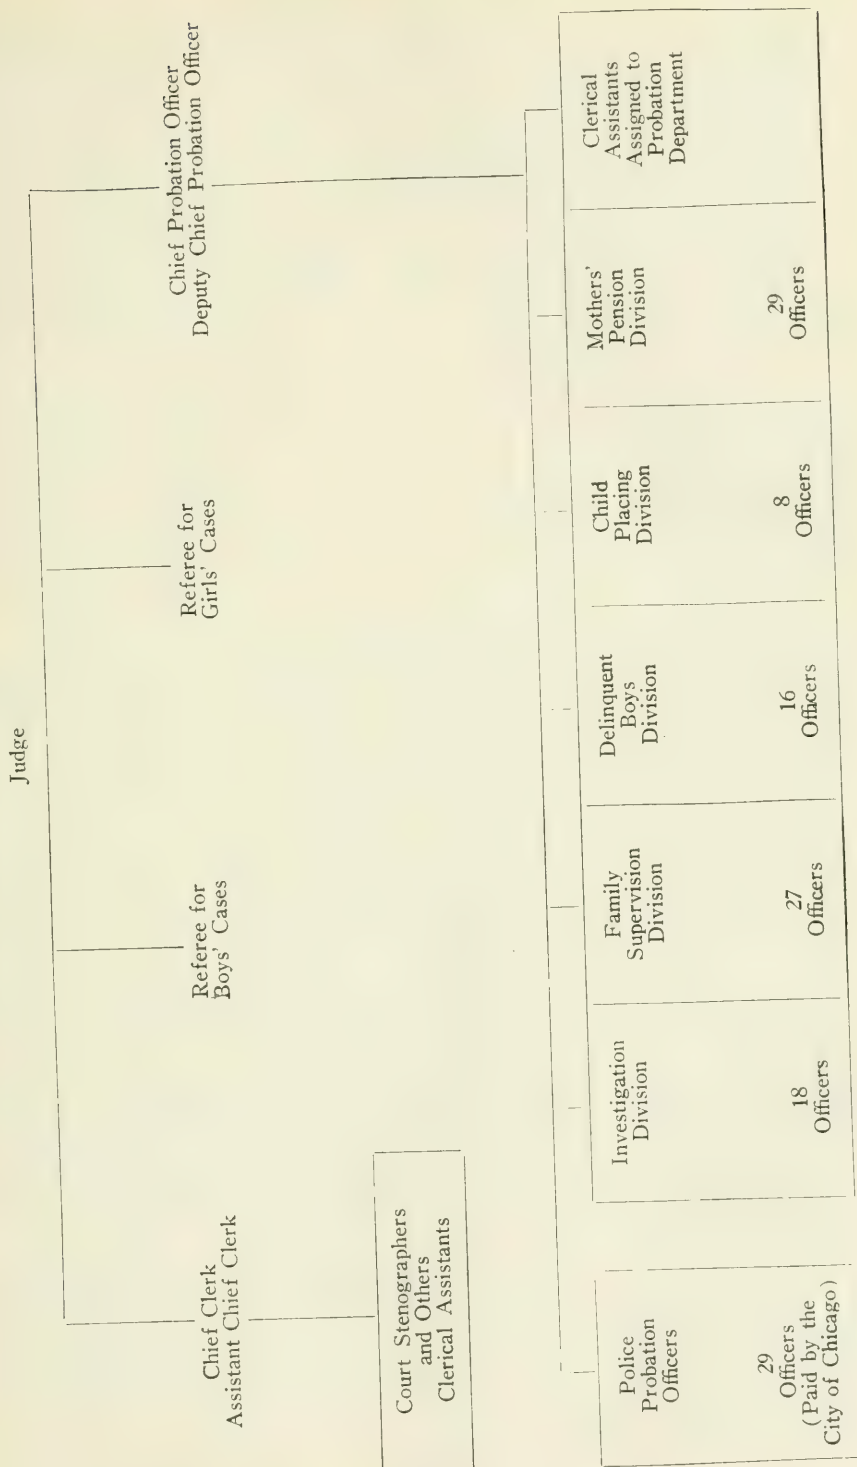 Judge
Chief Clerk
Assistant Chief Clerk
Referee for
Boys' Cases
Referee for
Girls' Cases
Chief Probation Officer
Deputy Chief Probation Officer
Court Stenographers
and Others
Clerical Assistants
Police
Probation
Officers
29
Officers
(Paid by the
City of Chicago)
Investigation
Division
18
Officers
Family
Supervision
Division
27
Officers
Delinquent
Boys
Division
16
Officers
Child
Placing
Division
8
Officers
Mothers'
Pension
Division
29
Officers
Clerical
Assistants
Assigned to
Probation
Department